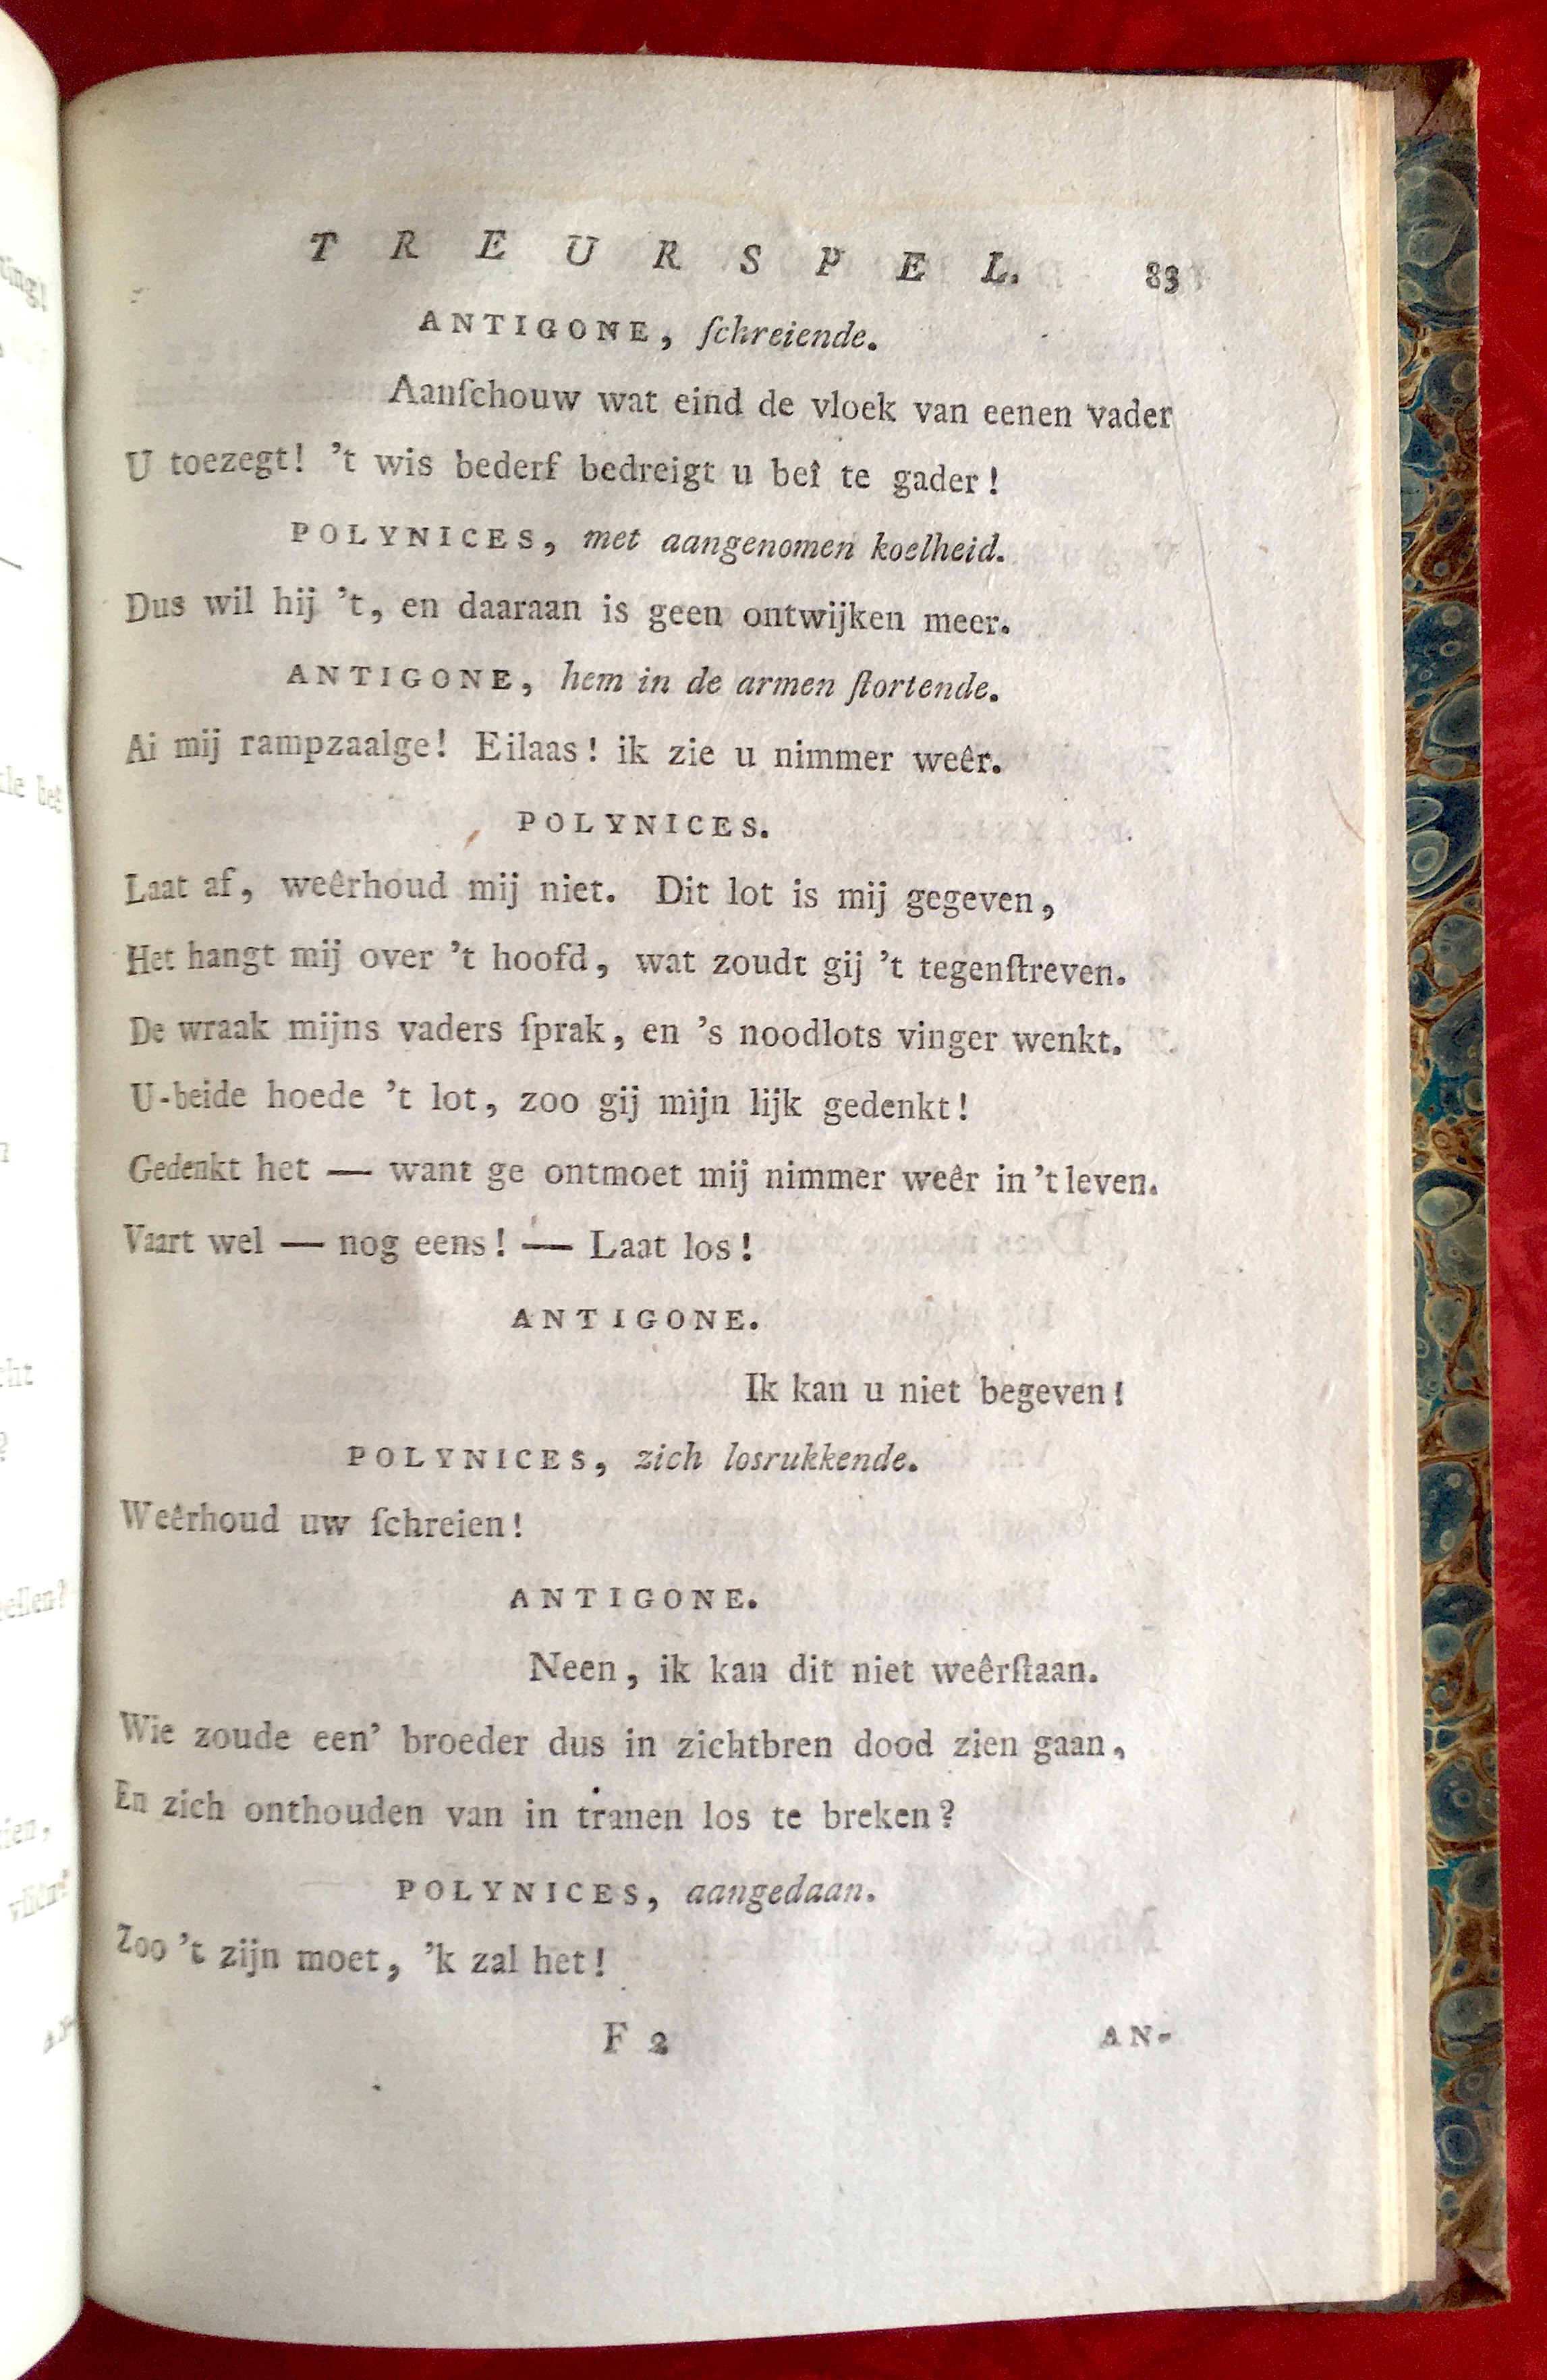 TREURSPEL. 83
ANTIGONE, ſchreiende.
Aanſchouw wat eind de vloek van eenen vader
U toezegt! 't wis bederf bedreigt u beî te gader!
POLYNICES, met aangenomen koelheid.
Dus wil hij 't, en daaraan is geen ontwijken meer.
ANTIGONE, hem in de armen ſtortende.
Ai mij rampzaalge! Eilaas! ik zie u nimmer weêr.
POLYNICES.
Laat af, weêrhoud mij niet. Dit lot is mij gegeven,
Het hangt mij over 't hoofd, wat zoudt gij 't tegenſtreven.
De wraak mijns vaders ſprak, en 's noodlots vinger wenkt.
U-beide hoede 't lot, zoo gij mijn lijk gedenkt!
Gedenkt het — want ge ontmoet mij nimmer weêr in 't leven.
Vaart wel — nog eens! — Laat los!
ANTIGONE.
Ik kan u niet begeven!
POLYNICES, zich losrukkende.
Weêrhoud uw ſchreien!
ANTIGONE.
Neen, ik kan dit niet weêrſtaan.
Wie zoude een' broeder dus in zichtbren dood zien gaan,
En zich onthouden van in tranen los te breken?
POLYNICES, aangedaan.
Zoo 't zijn moet, 'k zal het!
F 2 AN-